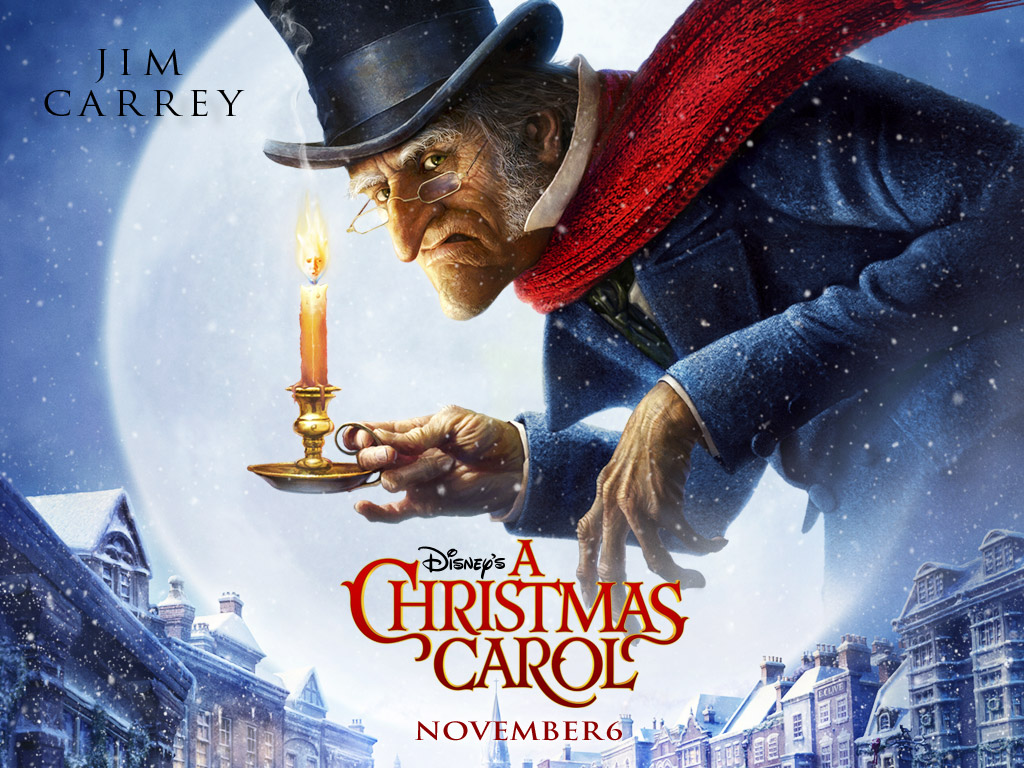 JIM
CARREY
DISNEY'S A
CHRISTMAS
CAROL
NOVEMBER6